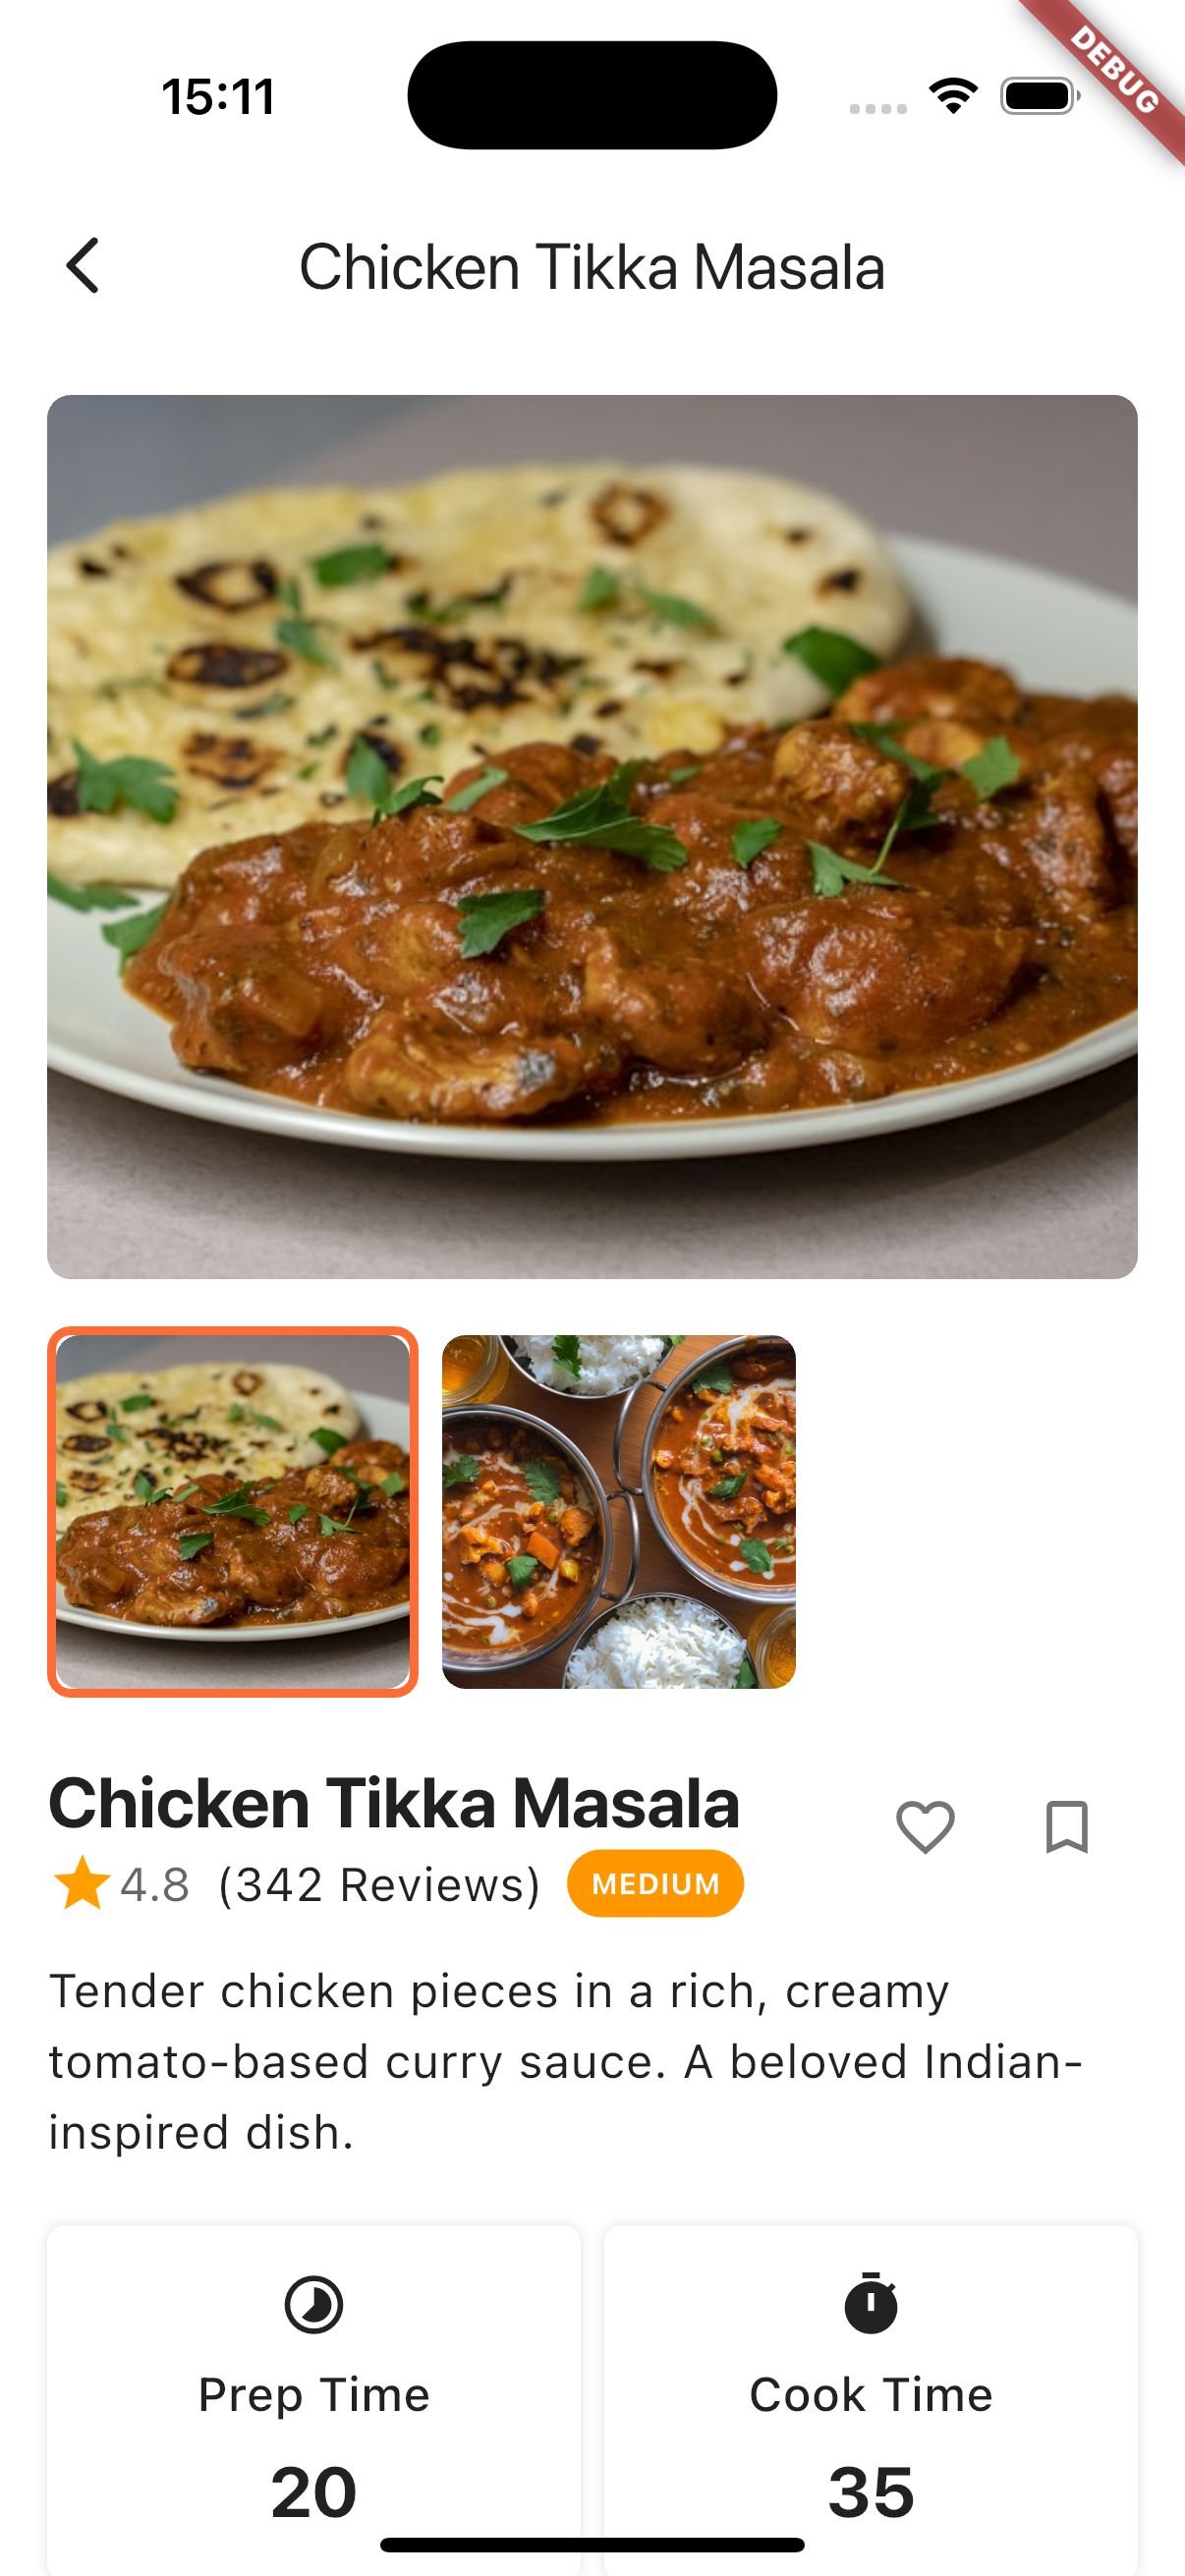 15:11
DEBUG
Chicken Tikka Masala
Chicken Tikka Masala
4.8 (342 Reviews) MEDIUM
Tender chicken pieces in a rich, creamy
tomato-based curry sauce. A beloved Indian-
inspired dish.
Prep Time
20
Cook Time
35